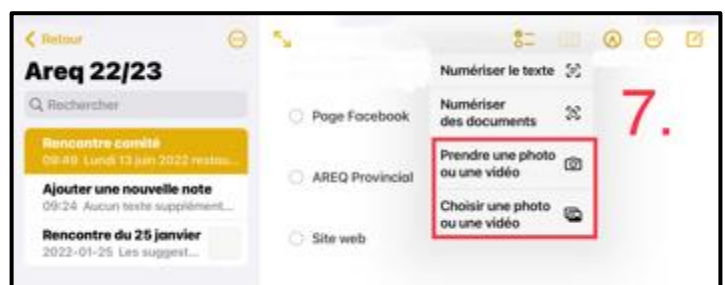 Retour
Areq 22/23
Rechercher
Rencontre comité
09:49 Lundi 13 juin 2022 restou...
Ajouter une nouvelle note
09:24 Aucun texte supplément...
Rencontre du 25 janvier
2022-01-25 Les suggest...
Page Facebook
AREQ Provincial
Site web
Numériser le texte
Numériser
des documents
Prendre une photo
ou une vidéo
Choisir une photo
ou une vidéo
7.